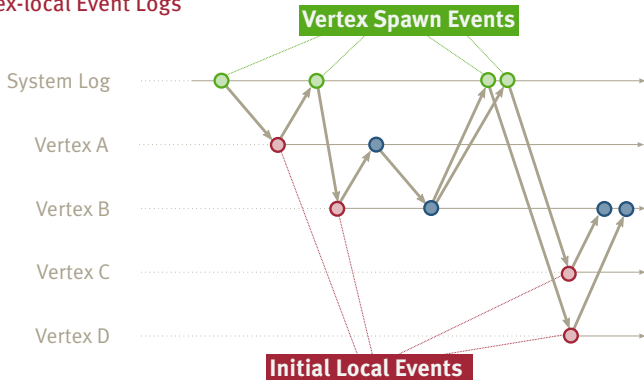 ex-local Event Logs
Vertex Spawn Events
System Log
Vertex A
Vertex B
Vertex C
Vertex D
Initial Local Events